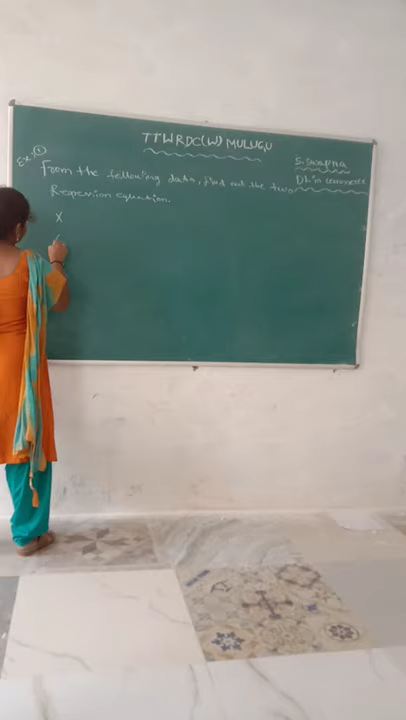 TTWRDC(W) MULUGU
S. Swapna
DL in commerce
Ex:- ①
From the following data, find out the two
Regression equation.
X